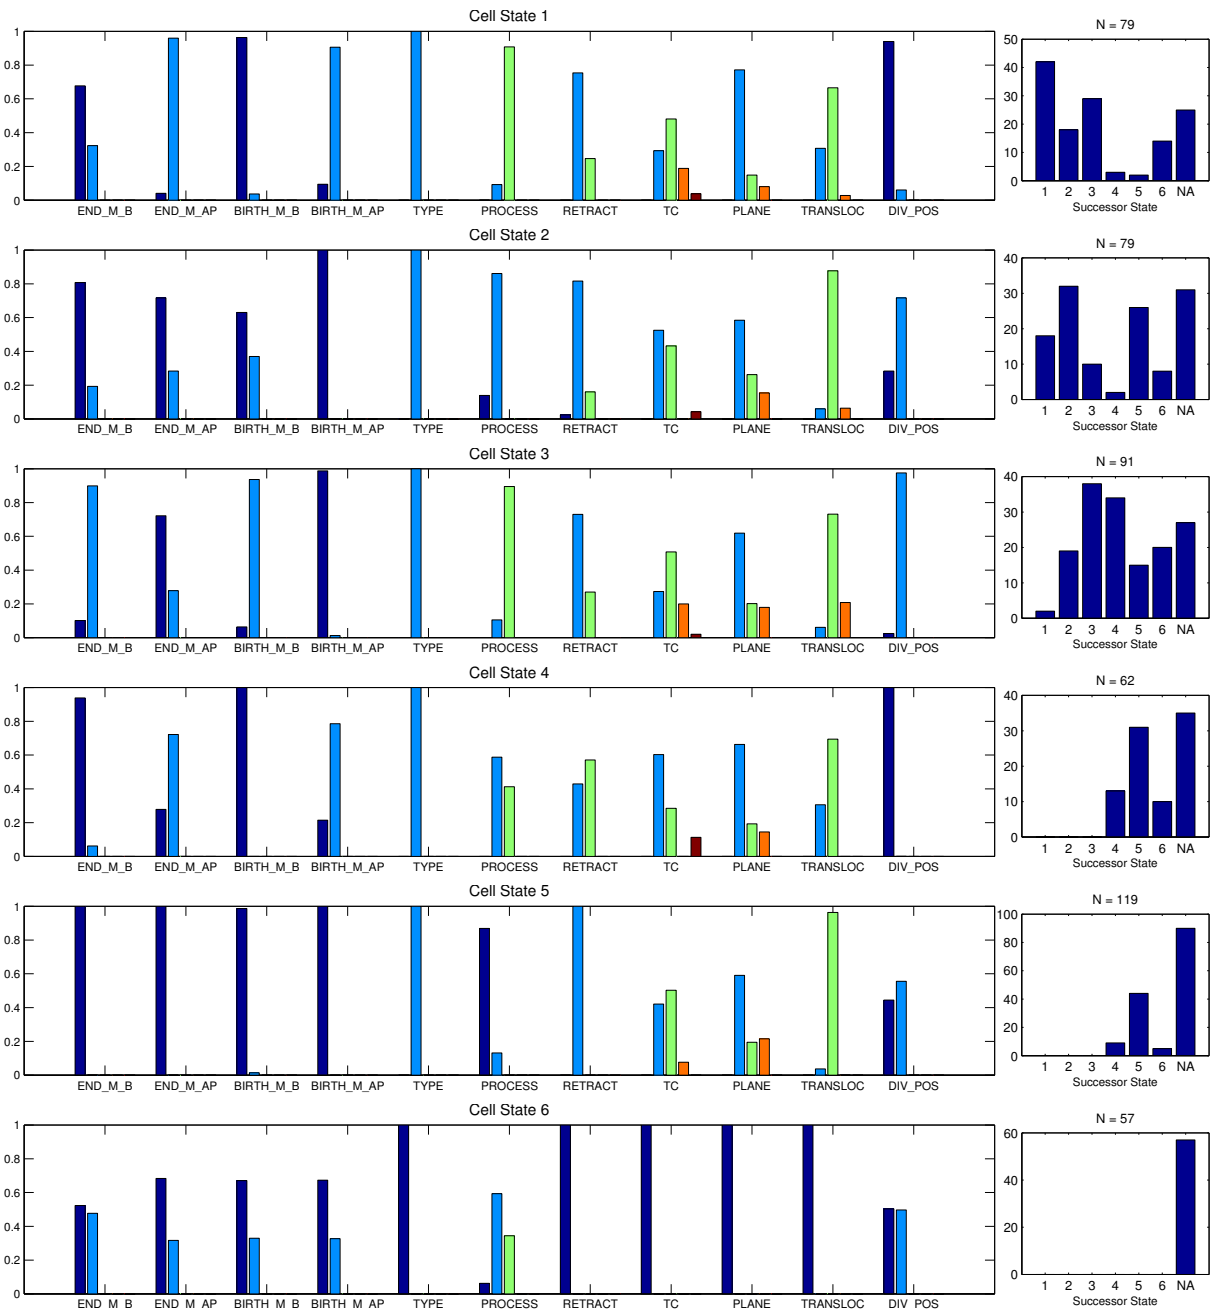 Cell State 1
1
0.8
0.6
0.4
0.2
0
END_M_B END_M_AP BIRTH_M_B BIRTH_M_AP TYPE PROCESS RETRACT TC PLANE TRANSLOC DIV_POS
N = 79
50
40
30
20
10
0
1 2 3 4 5 6 NA
Successor State
Cell State 2
1
0.8
0.6
0.4
0.2
0
END_M_B END_M_AP BIRTH_M_B BIRTH_M_AP TYPE PROCESS RETRACT TC PLANE TRANSLOC DIV_POS
N = 79
40
30
20
10
0
1 2 3 4 5 6 NA
Successor State
Cell State 3
1
0.8
0.6
0.4
0.2
0
END_M_B END_M_AP BIRTH_M_B BIRTH_M_AP TYPE PROCESS RETRACT TC PLANE TRANSLOC DIV_POS
N = 91
40
30
20
10
0
1 2 3 4 5 6 NA
Successor State
Cell State 4
1
0.8
0.6
0.4
0.2
0
END_M_B END_M_AP BIRTH_M_B BIRTH_M_AP TYPE PROCESS RETRACT TC PLANE TRANSLOC DIV_POS
N = 62
40
30
20
10
0
1 2 3 4 5 6 NA
Successor State
Cell State 5
1
0.8
0.6
0.4
0.2
0
END_M_B END_M_AP BIRTH_M_B BIRTH_M_AP TYPE PROCESS RETRACT TC PLANE TRANSLOC DIV_POS
N = 119
100
80
60
40
20
0
1 2 3 4 5 6 NA
Successor State
Cell State 6
1
0.8
0.6
0.4
0.2
0
END_M_B END_M_AP BIRTH_M_B BIRTH_M_AP TYPE PROCESS RETRACT TC PLANE TRANSLOC DIV_POS
N = 57
60
40
20
0
1 2 3 4 5 6 NA
Successor State